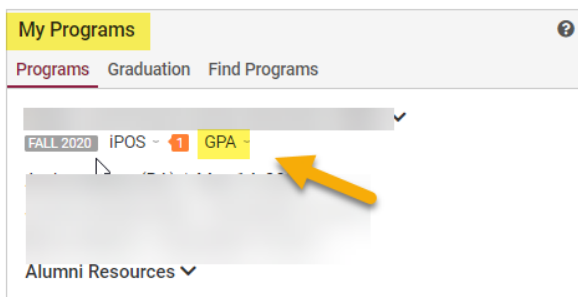 My Programs
Programs Graduation Find Programs
FALL 2020 iPOS 1 GPA
Alumni Resources